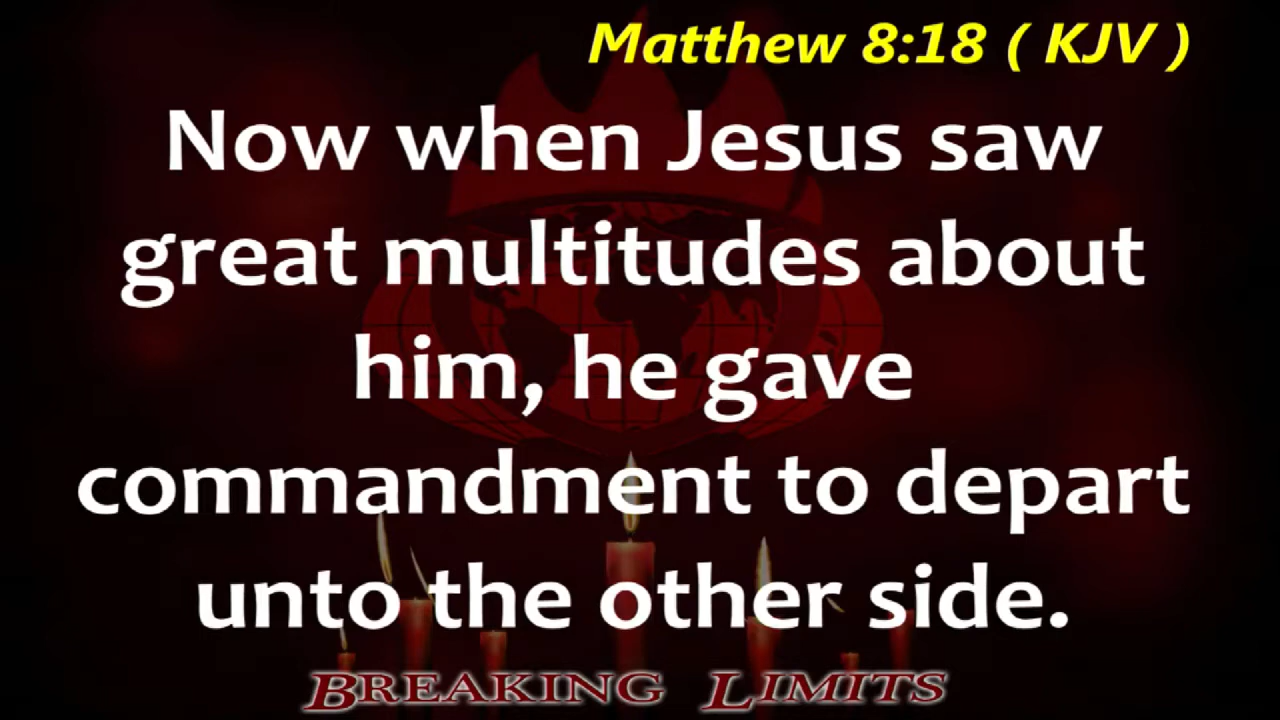 Matthew 8:18 ( KJV )
Now when Jesus saw
great multitudes about
him, he gave
commandment to depart
unto the other side.
BREAKING LIMITS